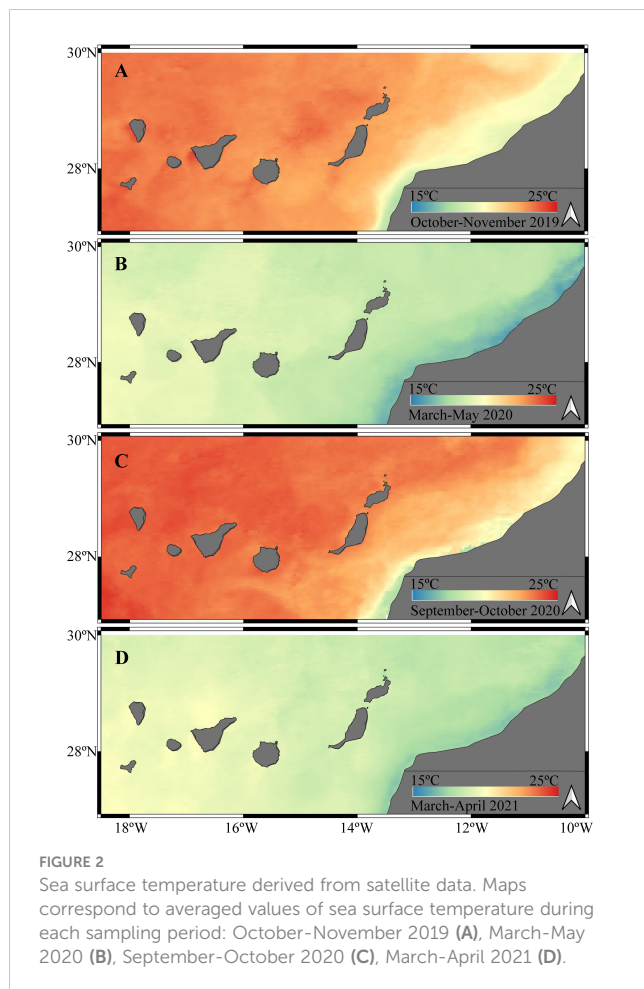 30ºN
A
28ºN
15ºC 25ºC
October-November 2019
30ºN
B
28ºN
15ºC 25ºC
March-May 2020
30ºN
C
28ºN
15ºC 25ºC
September-October 2020
30ºN
D
28ºN
15ºC 25ºC
March-April 2021
18ºW 16ºW 14ºW 12ºW 10ºW
FIGURE 2
Sea surface temperature derived from satellite data. Maps
correspond to averaged values of sea surface temperature during
each sampling period: October-November 2019 (A), March-May
2020 (B), September-October 2020 (C), March-April 2021 (D).